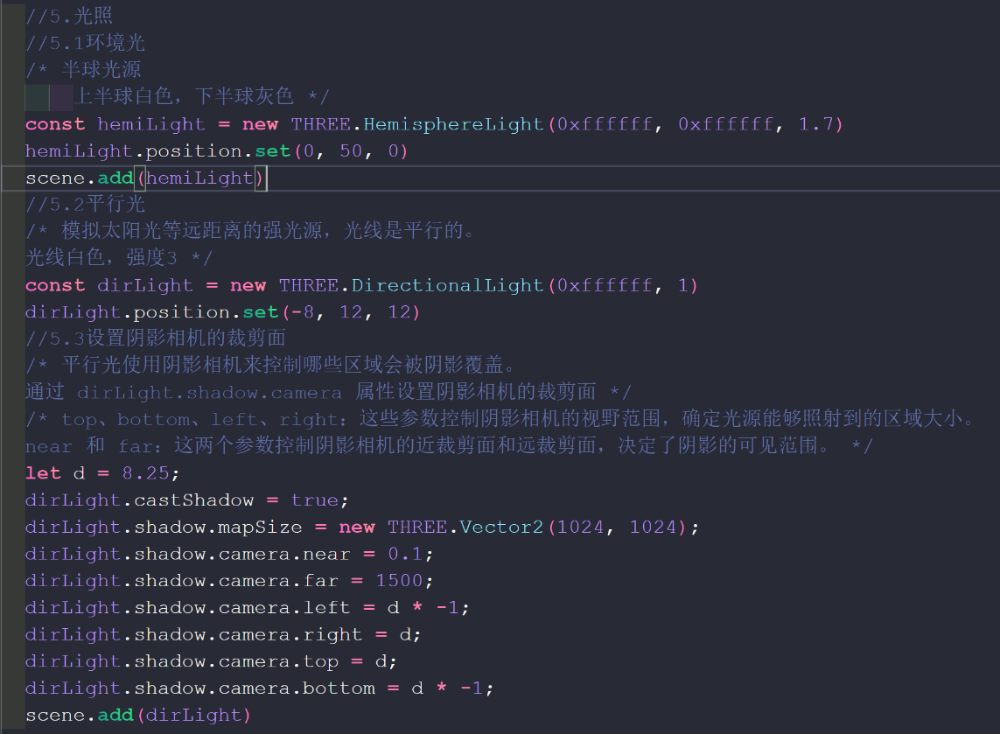 //5.光照
//5.1环境光
/* 半球光源
上半球白色，下半球灰色 */
const hemiLight = new THREE.HemisphereLight(0xffffff, 0xffffff, 1.7)
hemiLight.position.set(0, 50, 0)
scene.add(hemiLight)
//5.2平行光
/* 模拟太阳光等远距离的强光源，光线是平行的。
光线白色，强度3 */
const dirLight = new THREE.DirectionalLight(0xffffff, 1)
dirLight.position.set(-8, 12, 12)
//5.3设置阴影相机的裁剪面
/* 平行光使用阴影相机来控制哪些区域会被阴影覆盖。
通过 dirLight.shadow.camera 属性设置阴影相机的裁剪面 */
/* top、bottom、left、right：这些参数控制阴影相机的视野范围，确定光源能够照射到的区域大小。
near 和 far：这两个参数控制阴影相机的近裁剪面和远裁剪面，决定了阴影的可见范围。 */
let d = 8.25;
dirLight.castShadow = true;
dirLight.shadow.mapSize = new THREE.Vector2(1024, 1024);
dirLight.shadow.camera.near = 0.1;
dirLight.shadow.camera.far = 1500;
dirLight.shadow.camera.left = d * -1;
dirLight.shadow.camera.right = d;
dirLight.shadow.camera.top = d;
dirLight.shadow.camera.bottom = d * -1;
scene.add(dirLight)